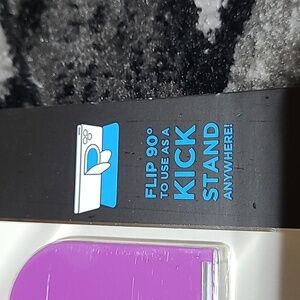 FLIP 90°
TO USE AS A
KICK
STAND
ANYWHERE!